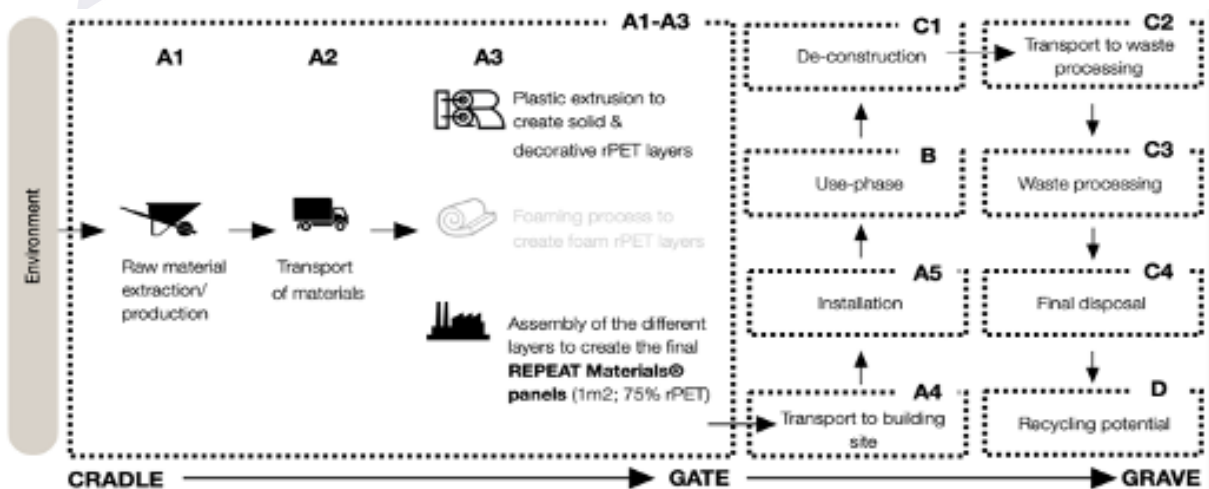 Environment
A1-A3
A1
A2
A3
Raw material
extraction/
production
Transport
of materials
Plastic extrusion to
create solid &
decorative rPET layers
Foaming process to
create foam rPET layers
Assembly of the different
layers to create the final
REPEAT Materials®
panels (1m2; 75% rPET)
A4
Transport to building
site
A5
Installation
B
Use-phase
C1
De-construction
C2
Transport to waste
processing
C3
Waste processing
C4
Final disposal
D
Recycling potential
CRADLE
GATE
GRAVE